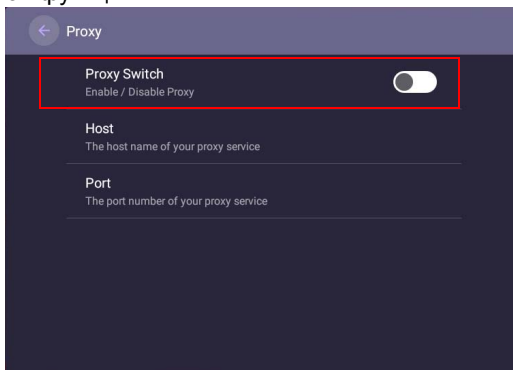 Proxy
Proxy Switch
Enable / Disable Proxy
Host
The host name of your proxy service
Port
The port number of your proxy service